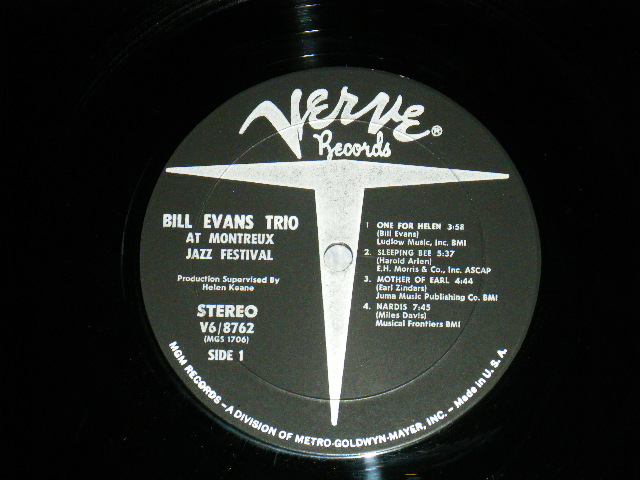 Verve®
Records
BILL EVANS TRIO
AT MONTREUX
JAZZ FESTIVAL
Production Supervised By
Helen Keane
STEREO
V6/8762
(MGS 1706)
SIDE 1
1 ONE FOR HELEN 3:58
(Bill Evans)
Ludlow Music, Inc. BMI
2. SLEEPING BEE 5:37
(Harold Arlen)
E.H. Morris & Co., Inc. ASCAP
3. MOTHER OF EARL 4:44
(Earl Zindars)
Juma Music Publishing Co. BMI
4. NARDIS 7:45
(Miles Davis)
Musical Frontiers BMI
MGM RECORDS – A DIVISION OF METRO-GOLDWYN-MAYER, INC. – Made in U. S. A.